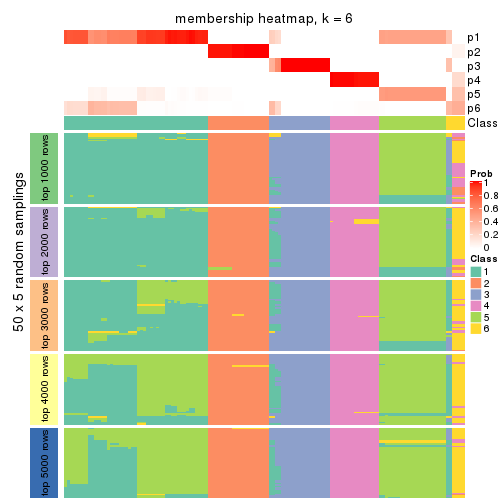 membership heatmap, k = 6
p1
p2
p3
p4
p5
p6
Class
50 x 5 random samplings
top 1000 rows
top 2000 rows
top 3000 rows
top 4000 rows
top 5000 rows
Prob
1
0.8
0.6
0.4
0.2
0
Class
1
2
3
4
5
6